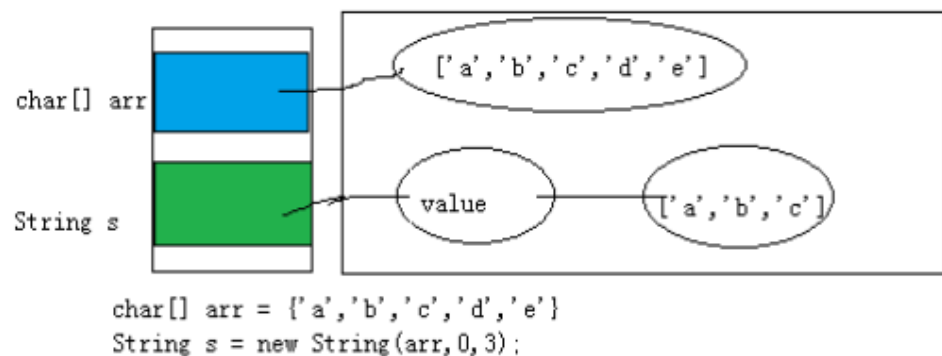 ['a','b','c','d','e']
char[] arr
value
['a','b','c']
String s
char[] arr = {'a','b','c','d','e'}
String s = new String(arr,0,3);